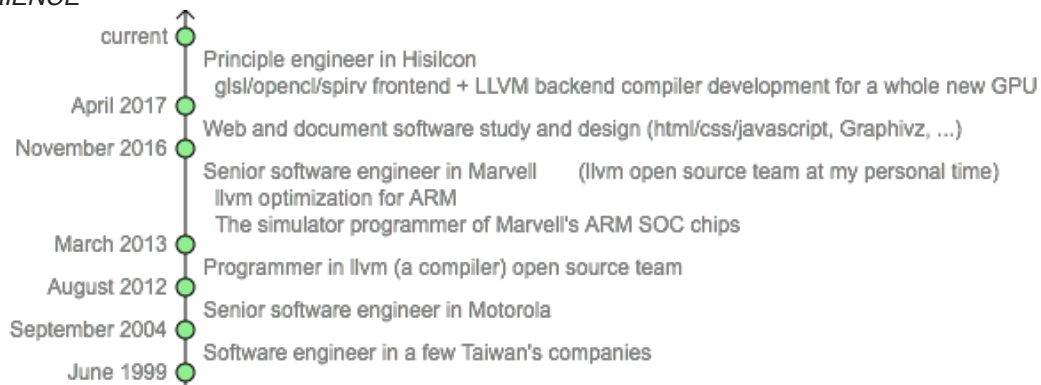 current
Principle engineer in Hisilcon
glsl/opencl/spirv frontend + LLVM backend compiler development for a whole new GPU
April 2017
Web and document software study and design (html/css/javascript, Graphivz, ...)
November 2016
Senior software engineer in Marvell (llvm open source team at my personal time)
llvm optimization for ARM
The simulator programmer of Marvell's ARM SOC chips
March 2013
Programmer in llvm (a compiler) open source team
August 2012
Senior software engineer in Motorola
September 2004
Software engineer in a few Taiwan's companies
June 1999